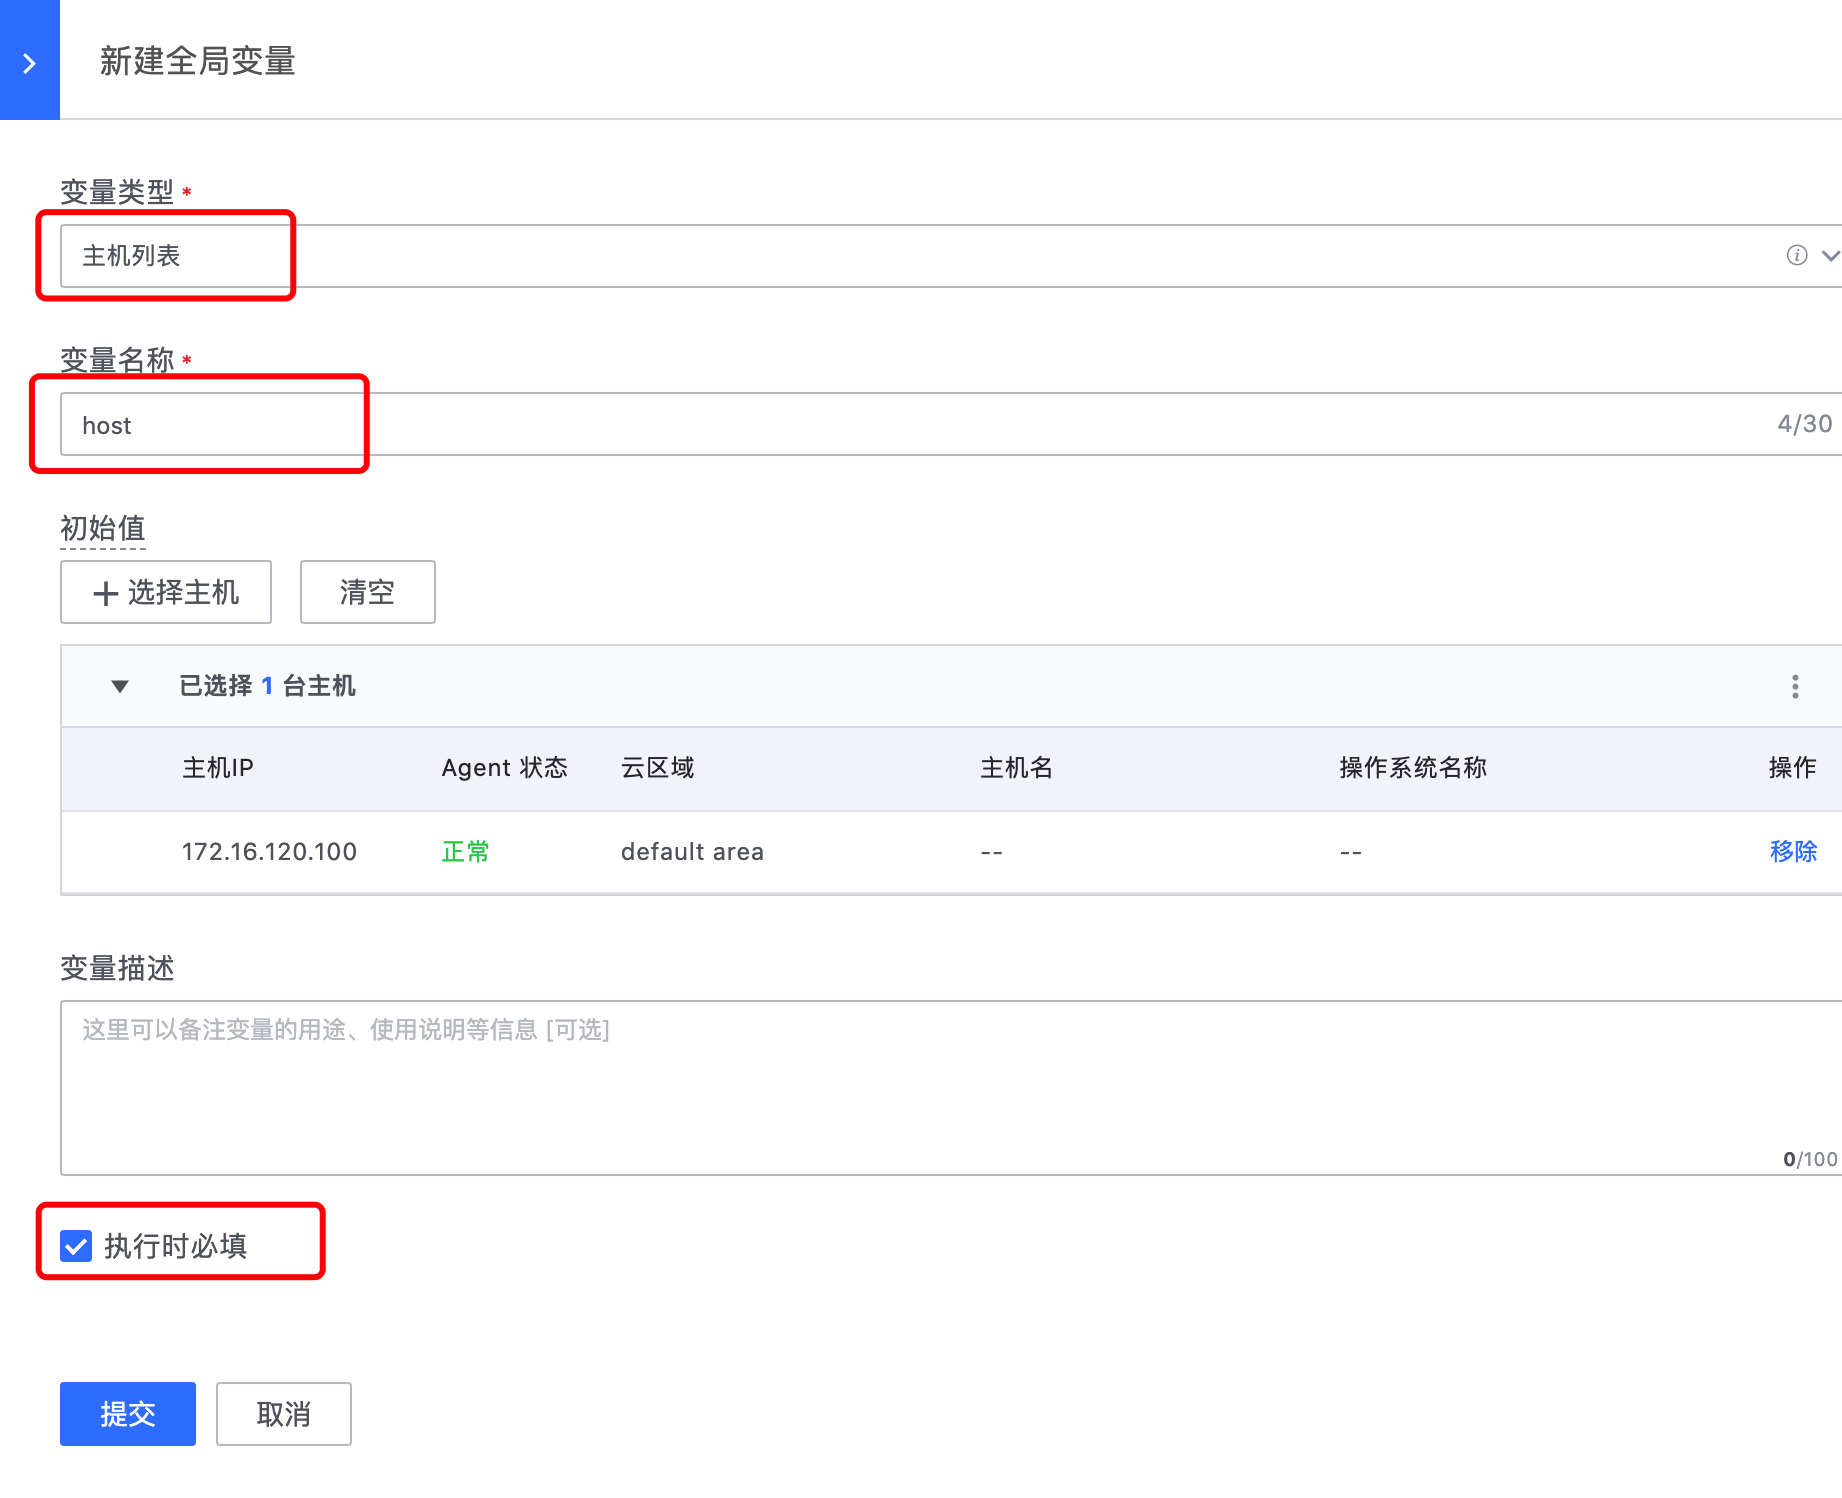 新建全局变量
变量类型 *
主机列表
变量名称 *
host 4/30
初始值
选择主机 清空
已选择 1 台主机
主机IP Agent 状态 云区域 主机名 操作系统名称 操作
172.16.120.100 正常 default area -- -- 移除
变量描述
这里可以备注变量的用途、使用说明等信息 [可选]
0/100
执行时必填
提交 取消